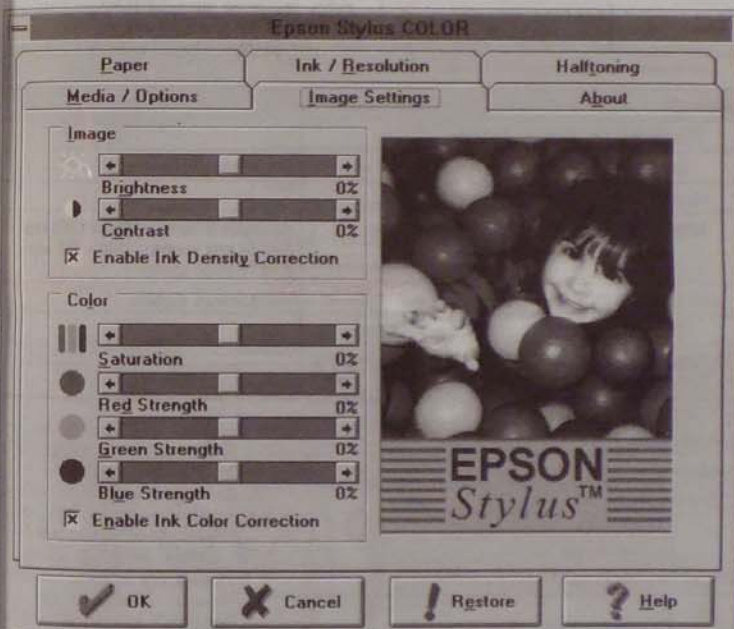 Epson Stylus COLOR
Paper Ink / Resolution Halftoning
Media / Options Image Settings About
Image
Brightness 0%
Contrast 0%
Enable Ink Density Correction
Color
Saturation 0%
Red Strength 0%
Green Strength 0%
Blue Strength 0%
Enable Ink Color Correction
EPSON
Stylus™
OK Cancel Restore Help